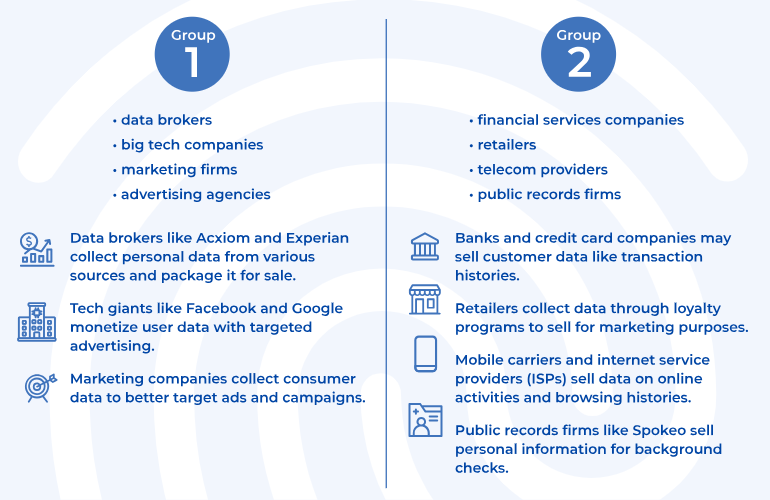 Group
1
• data brokers
• big tech companies
• marketing firms
• advertising agencies
Data brokers like Acxiom and Experian
collect personal data from various
sources and package it for sale.
Tech giants like Facebook and Google
monetize user data with targeted
advertising.
Marketing companies collect consumer
data to better target ads and campaigns.
Group
2
• financial services companies
• retailers
• telecom providers
• public records firms
Banks and credit card companies may
sell customer data like transaction
histories.
Retailers collect data through loyalty
programs to sell for marketing purposes.
Mobile carriers and internet service
providers (ISPs) sell data on online
activities and browsing histories.
Public records firms like Spokeo sell
personal information for background
checks.